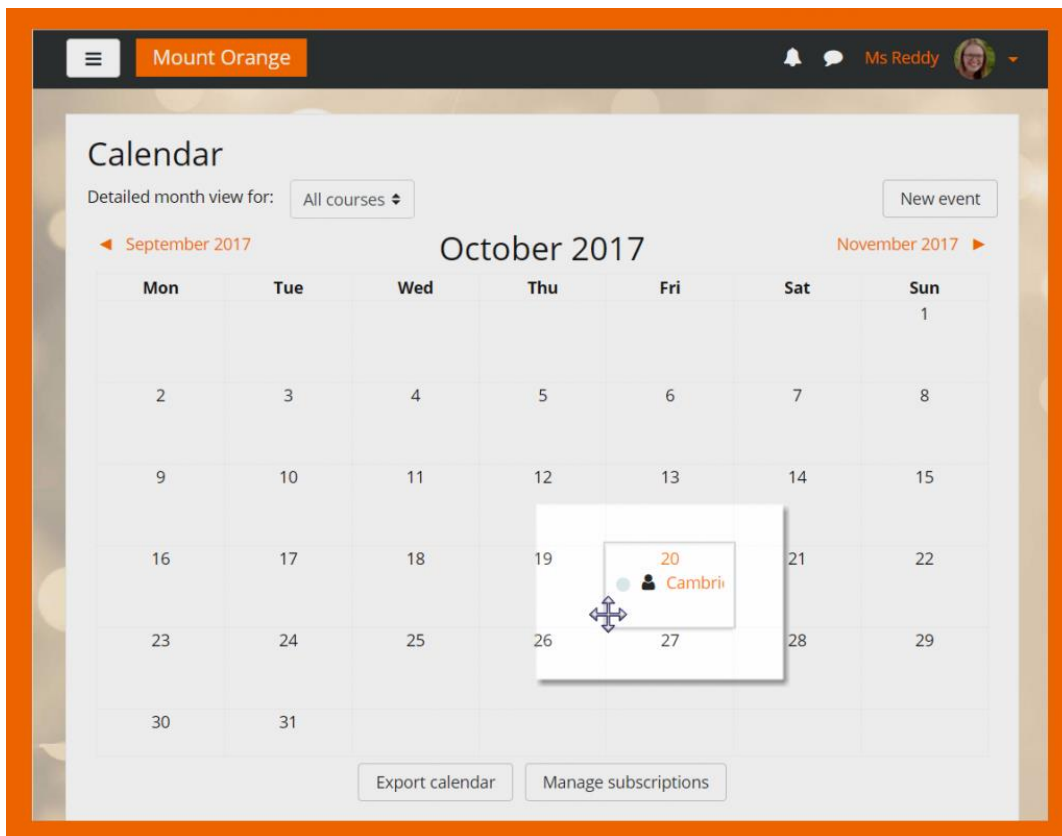 Mount Orange
Ms Reddy
Calendar
Detailed month view for: All courses
New event
September 2017
October 2017
November 2017
Mon Tue Wed Thu Fri Sat Sun
1
2 3 4 5 6 7 8
9 10 11 12 13 14 15
16 17 18 19 20 21 22
Cambri
23 24 25 26 27 28 29
30 31
Export calendar Manage subscriptions